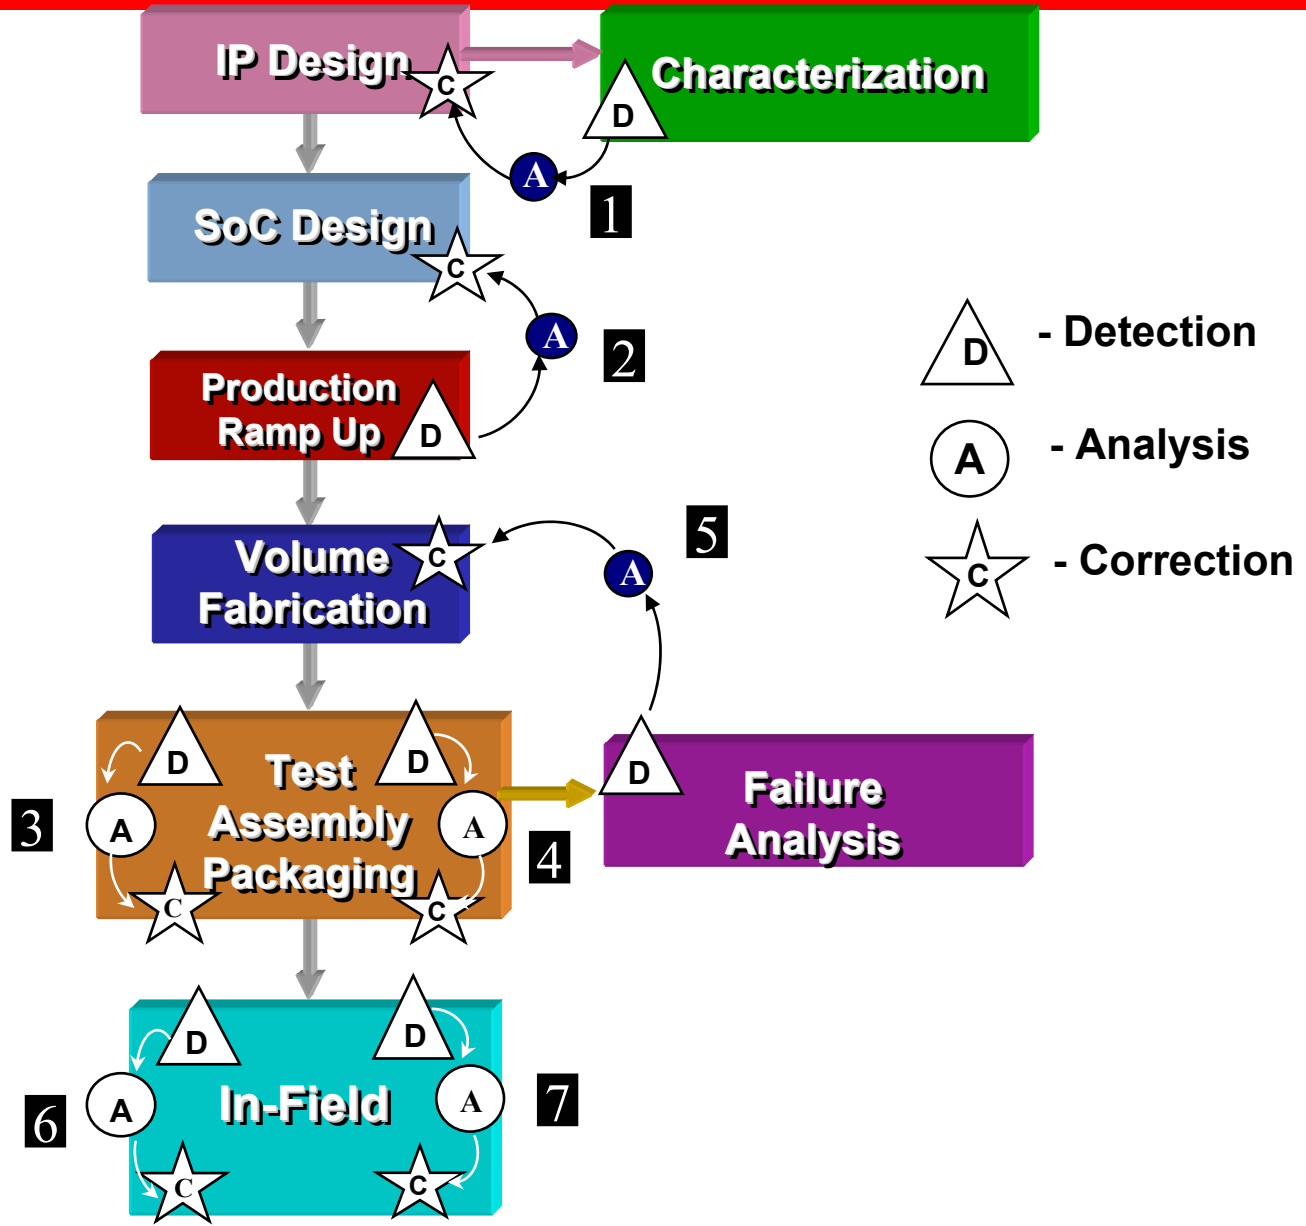 IP Design
C
Characterization
D
A
1
SoC Design
C
A
2
Production
Ramp Up
D
D
- Detection
A
- Analysis
C
- Correction
Volume
Fabrication
C
A
5
D
D
Test
Assembly
Packaging
3
A
A
4
C
C
D
Failure
Analysis
D
D
In-Field
6
A
A
7
C
C